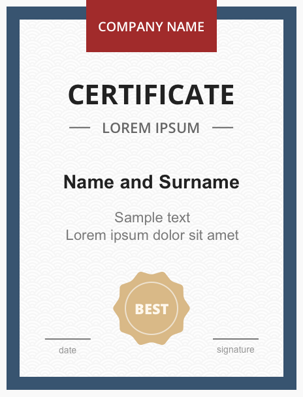 COMPANY NAME
CERTIFICATE
LOREM IPSUM
Name and Surname
Sample text
Lorem ipsum dolor sit amet
BEST
date
signature